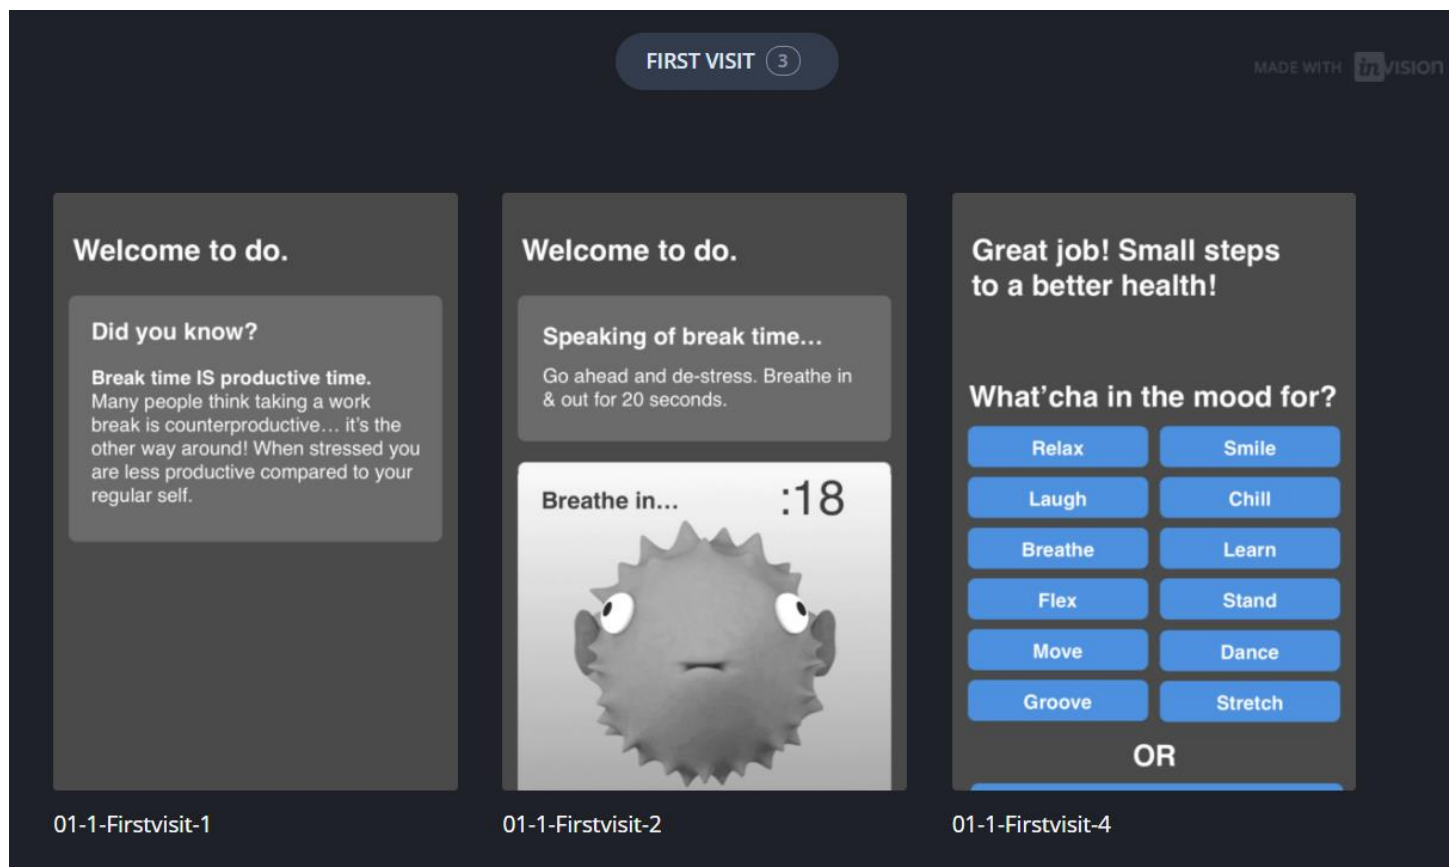 FIRST VISIT 3
MADE WITH inVISION
Welcome to do.
Did you know?
Break time IS productive time.
Many people think taking a work
break is counterproductive… it's the
other way around! When stressed you
are less productive compared to your
regular self.
01-1-Firstvisit-1
Welcome to do.
Speaking of break time…
Go ahead and de-stress. Breathe in
& out for 20 seconds.
Breathe in…
:18
01-1-Firstvisit-2
Great job! Small steps
to a better health!
What'cha in the mood for?
Relax
Smile
Laugh
Chill
Breathe
Learn
Flex
Stand
Move
Dance
Groove
Stretch
OR
01-1-Firstvisit-4